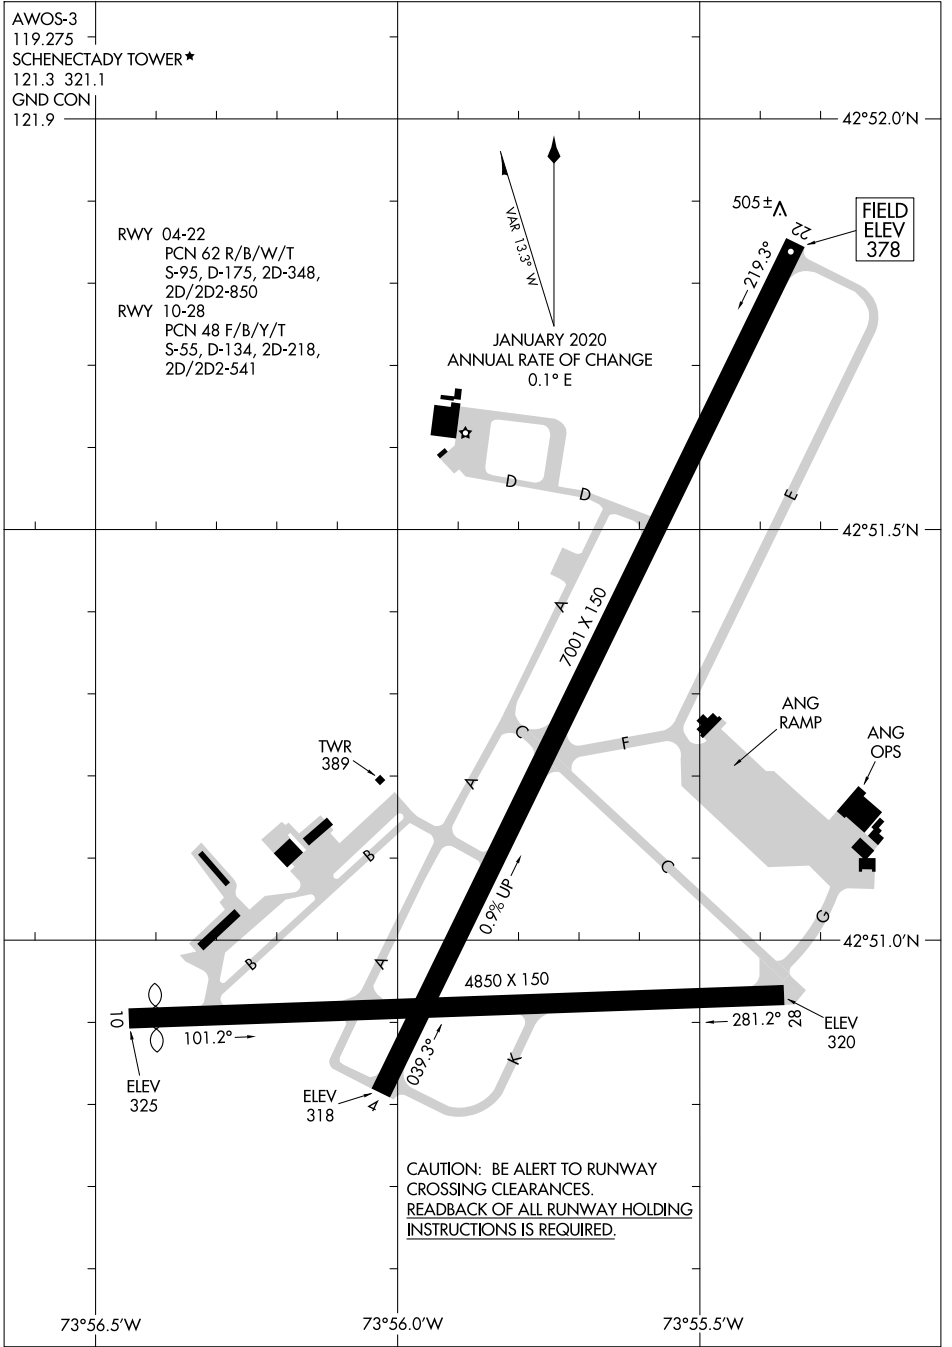 AWOS-3
119.275
SCHENECTADY TOWER★
121.3 321.1
GND CON
121.9
42°52.0'N
RWY 04-22
PCN 62 R/B/W/T
S-95, D-175, 2D-348,
2D/2D2-850
RWY 10-28
PCN 48 F/B/Y/T
S-55, D-134, 2D-218,
2D/2D2-541
VAR 13.3° W
JANUARY 2020
ANNUAL RATE OF CHANGE
0.1° E
505±
22
FIELD
ELEV
378
219.3°
D
D
E
42°51.5'N
A
7001 X 150
C
F
ANG
RAMP
ANG
OPS
TWR
389
A
B
C
0.9% UP
G
B
A
42°51.0'N
4850 X 150
10
101.2°
039.3°
281.2°
28
ELEV
320
K
ELEV
325
ELEV
318
4
CAUTION: BE ALERT TO RUNWAY
CROSSING CLEARANCES.
READBACK OF ALL RUNWAY HOLDING
INSTRUCTIONS IS REQUIRED.
73°56.5'W
73°56.0'W
73°55.5'W